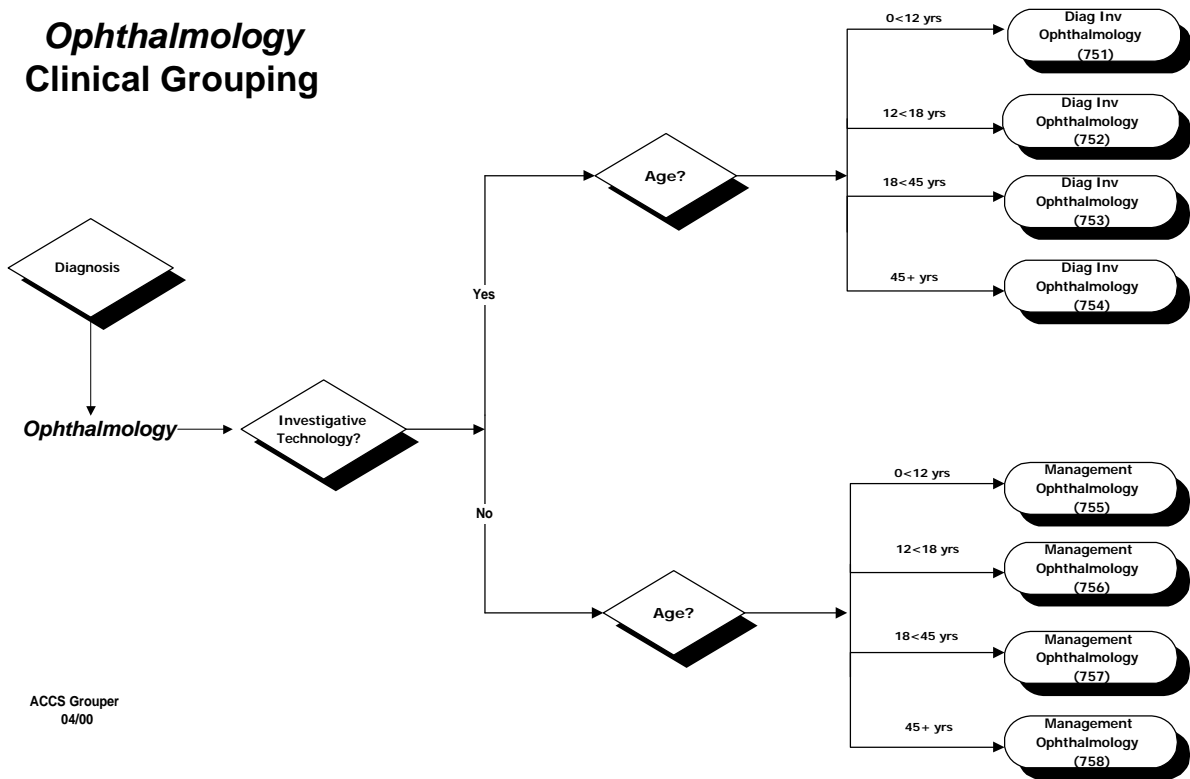 Ophthalmology
Clinical Grouping
Diagnosis
Ophthalmology
Investigative
Technology?
Yes
No
Age?
0<12 yrs
Diag Inv
Ophthalmology
(751)
12<18 yrs
Diag Inv
Ophthalmology
(752)
18<45 yrs
Diag Inv
Ophthalmology
(753)
45+ yrs
Diag Inv
Ophthalmology
(754)
Age?
0<12 yrs
Management
Ophthalmology
(755)
12<18 yrs
Management
Ophthalmology
(756)
18<45 yrs
Management
Ophthalmology
(757)
45+ yrs
Management
Ophthalmology
(758)
ACCS Grouper
04/00